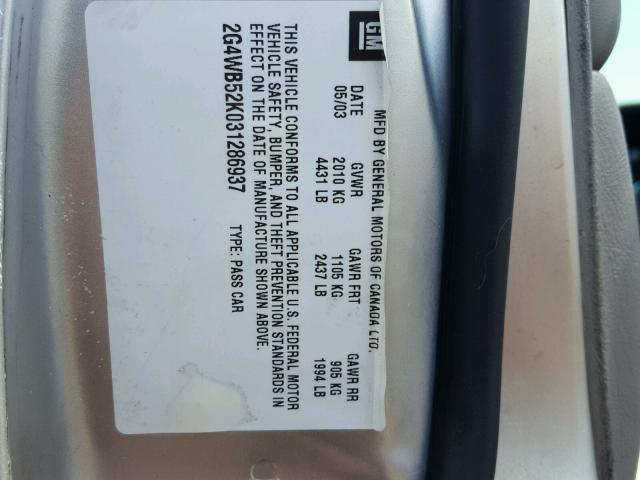 GM
MFD BY GENERAL MOTORS OF CANADA LTD.
DATE GVWR GAWR FRT GAWR RR
05/03 2010 KG 1105 KG 905 KG
4431 LB 2437 LB 1994 LB
THIS VEHICLE CONFORMS TO ALL APPLICABLE U.S. FEDERAL MOTOR
VEHICLE SAFETY, BUMPER, AND THEFT PREVENTION STANDARDS IN
EFFECT ON THE DATE OF MANUFACTURE SHOWN ABOVE.
2G4WB52K031286937 TYPE: PASS CAR